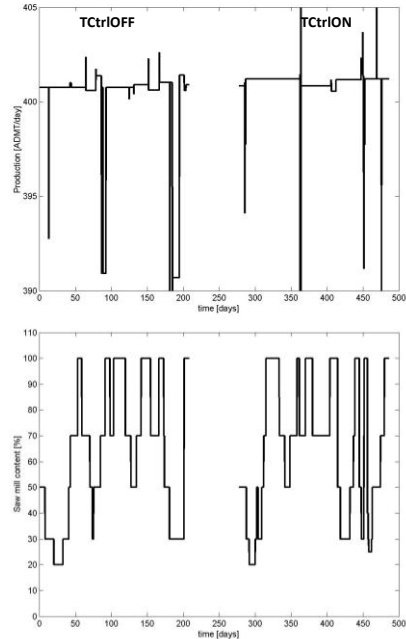 TCtrlOFF TCtrlON
405
400
395
390
Production [ADMT/day]
0 50 100 150 200 250 300 350 400 450 500
time [days]
110
100
90
80
70
60
50
40
30
20
10
0
Saw mill content [%]
0 50 100 150 200 250 300 350 400 450 500
time [days]